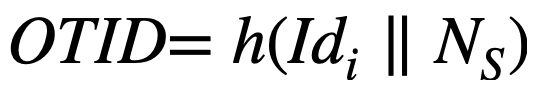 OTID= h(Id_i || N_S)